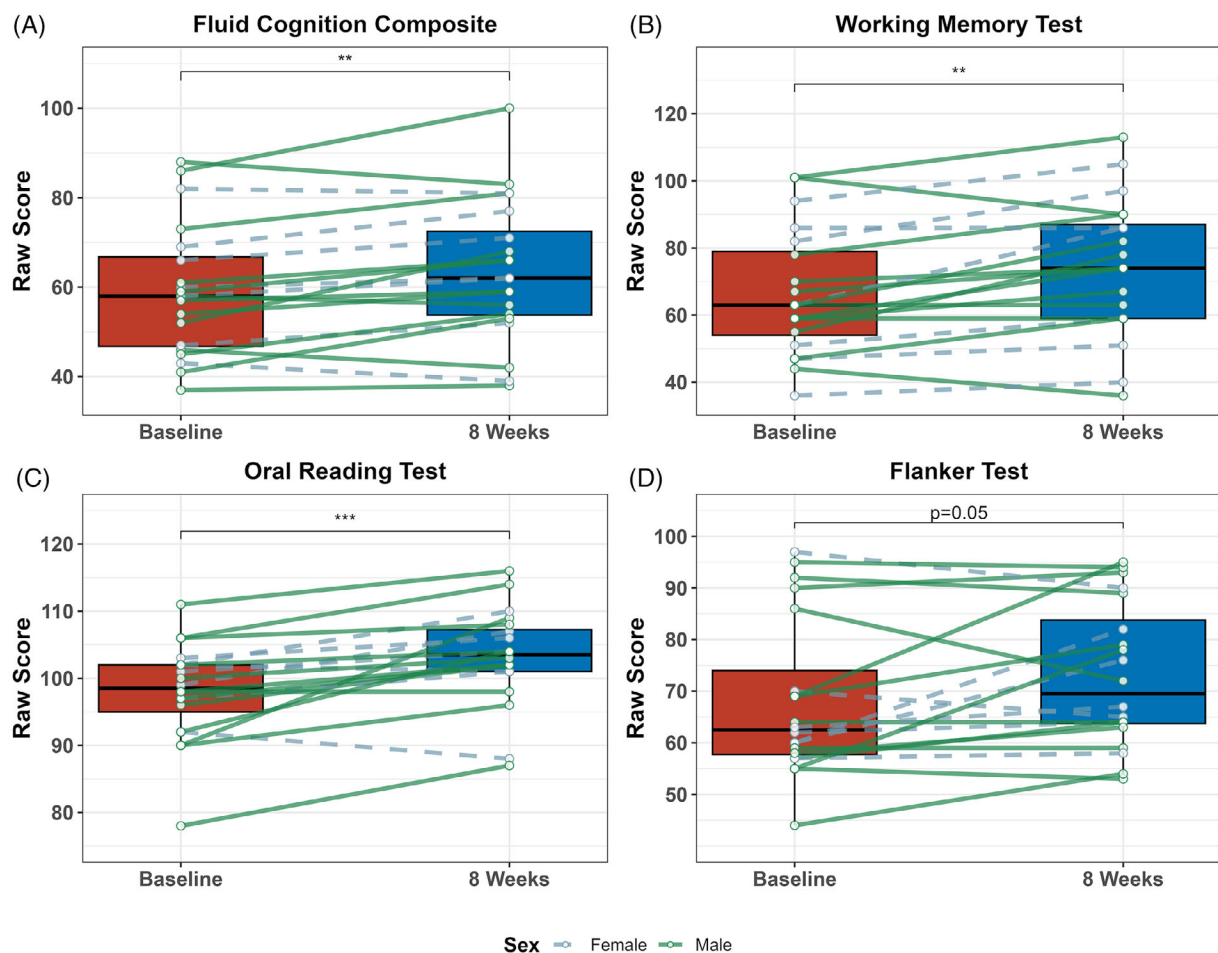 (A) Fluid Cognition Composite
**
Raw Score
100
80
60
40
Baseline 8 Weeks
(B) Working Memory Test
**
Raw Score
120
100
80
60
40
Baseline 8 Weeks
(C) Oral Reading Test
***
Raw Score
120
110
100
90
80
Baseline 8 Weeks
(D) Flanker Test
p=0.05
Raw Score
100
90
80
70
60
50
Baseline 8 Weeks
Sex Female Male